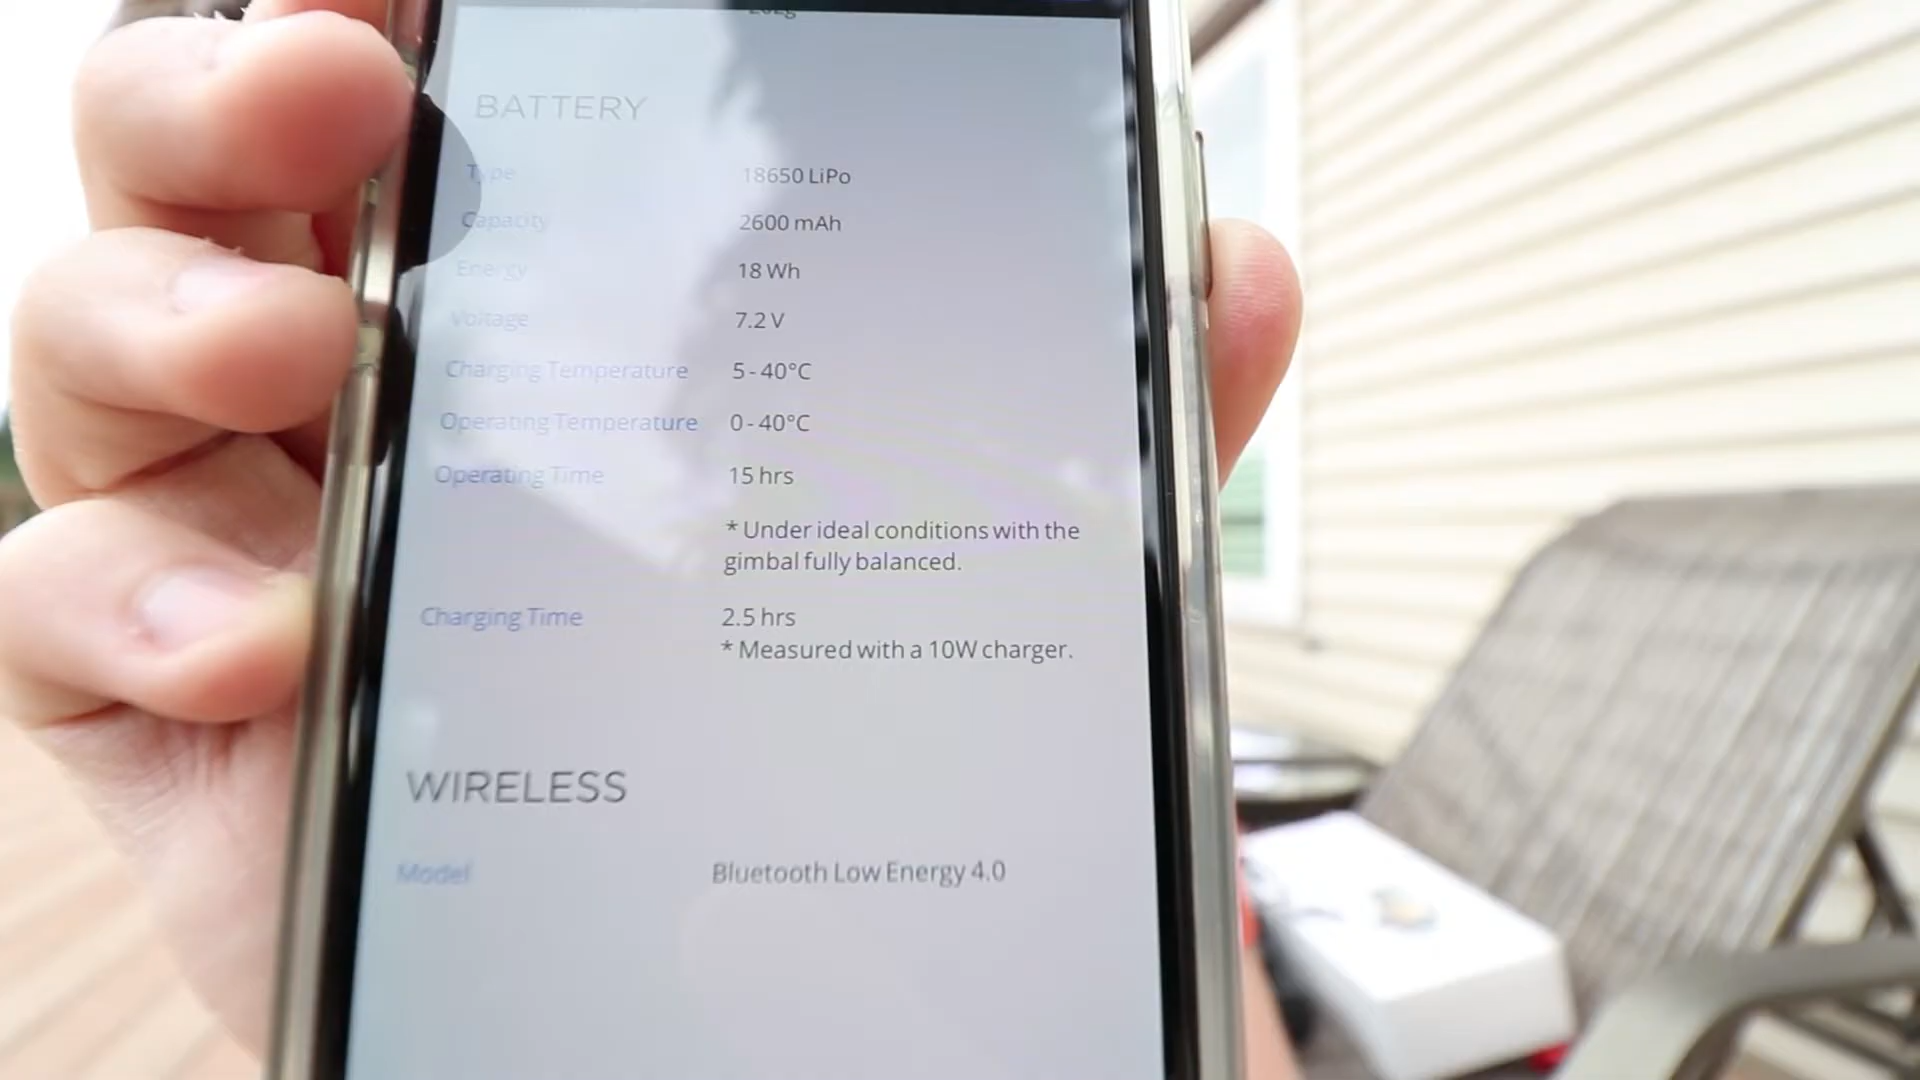 BATTERY
Type 18650 LiPo
Capacity 2600 mAh
Energy 18 Wh
Voltage 7.2 V
Charging Temperature 5 - 40°C
Operating Temperature 0 - 40°C
Operating Time 15 hrs
* Under ideal conditions with the
gimbal fully balanced.
Charging Time 2.5 hrs
* Measured with a 10W charger.
WIRELESS
Model Bluetooth Low Energy 4.0